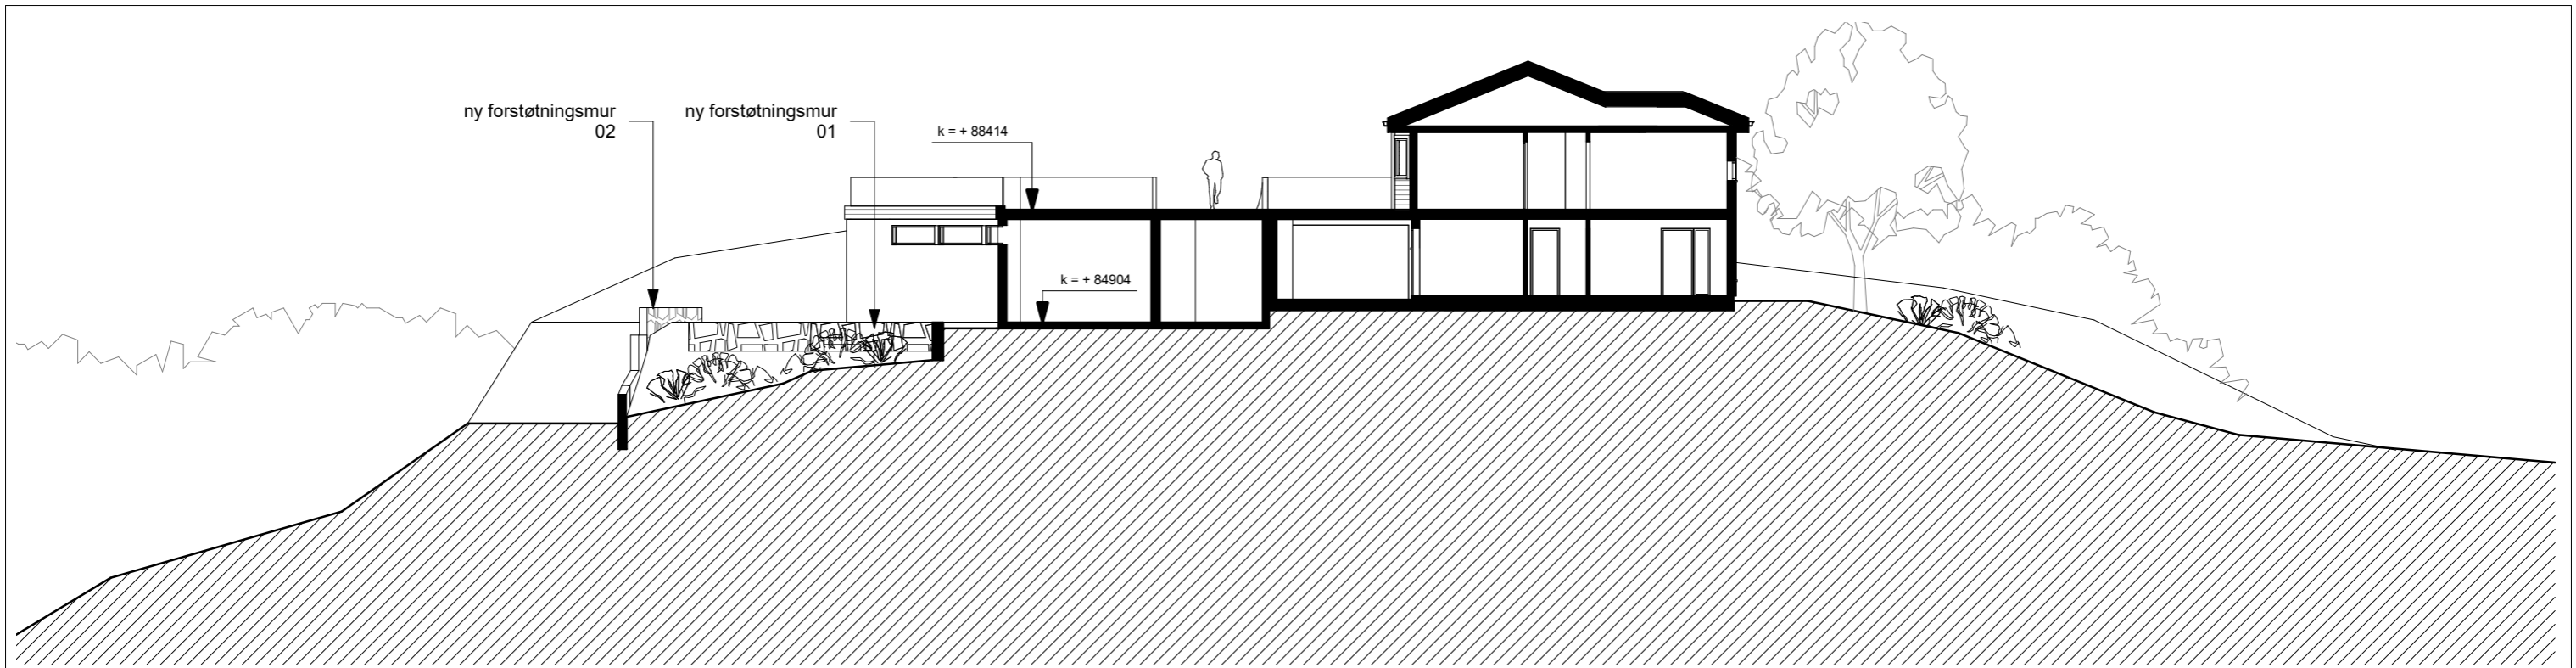 ny forstøtningsmur
02
ny forstøtningsmur
01
k = + 88414
k = + 84904